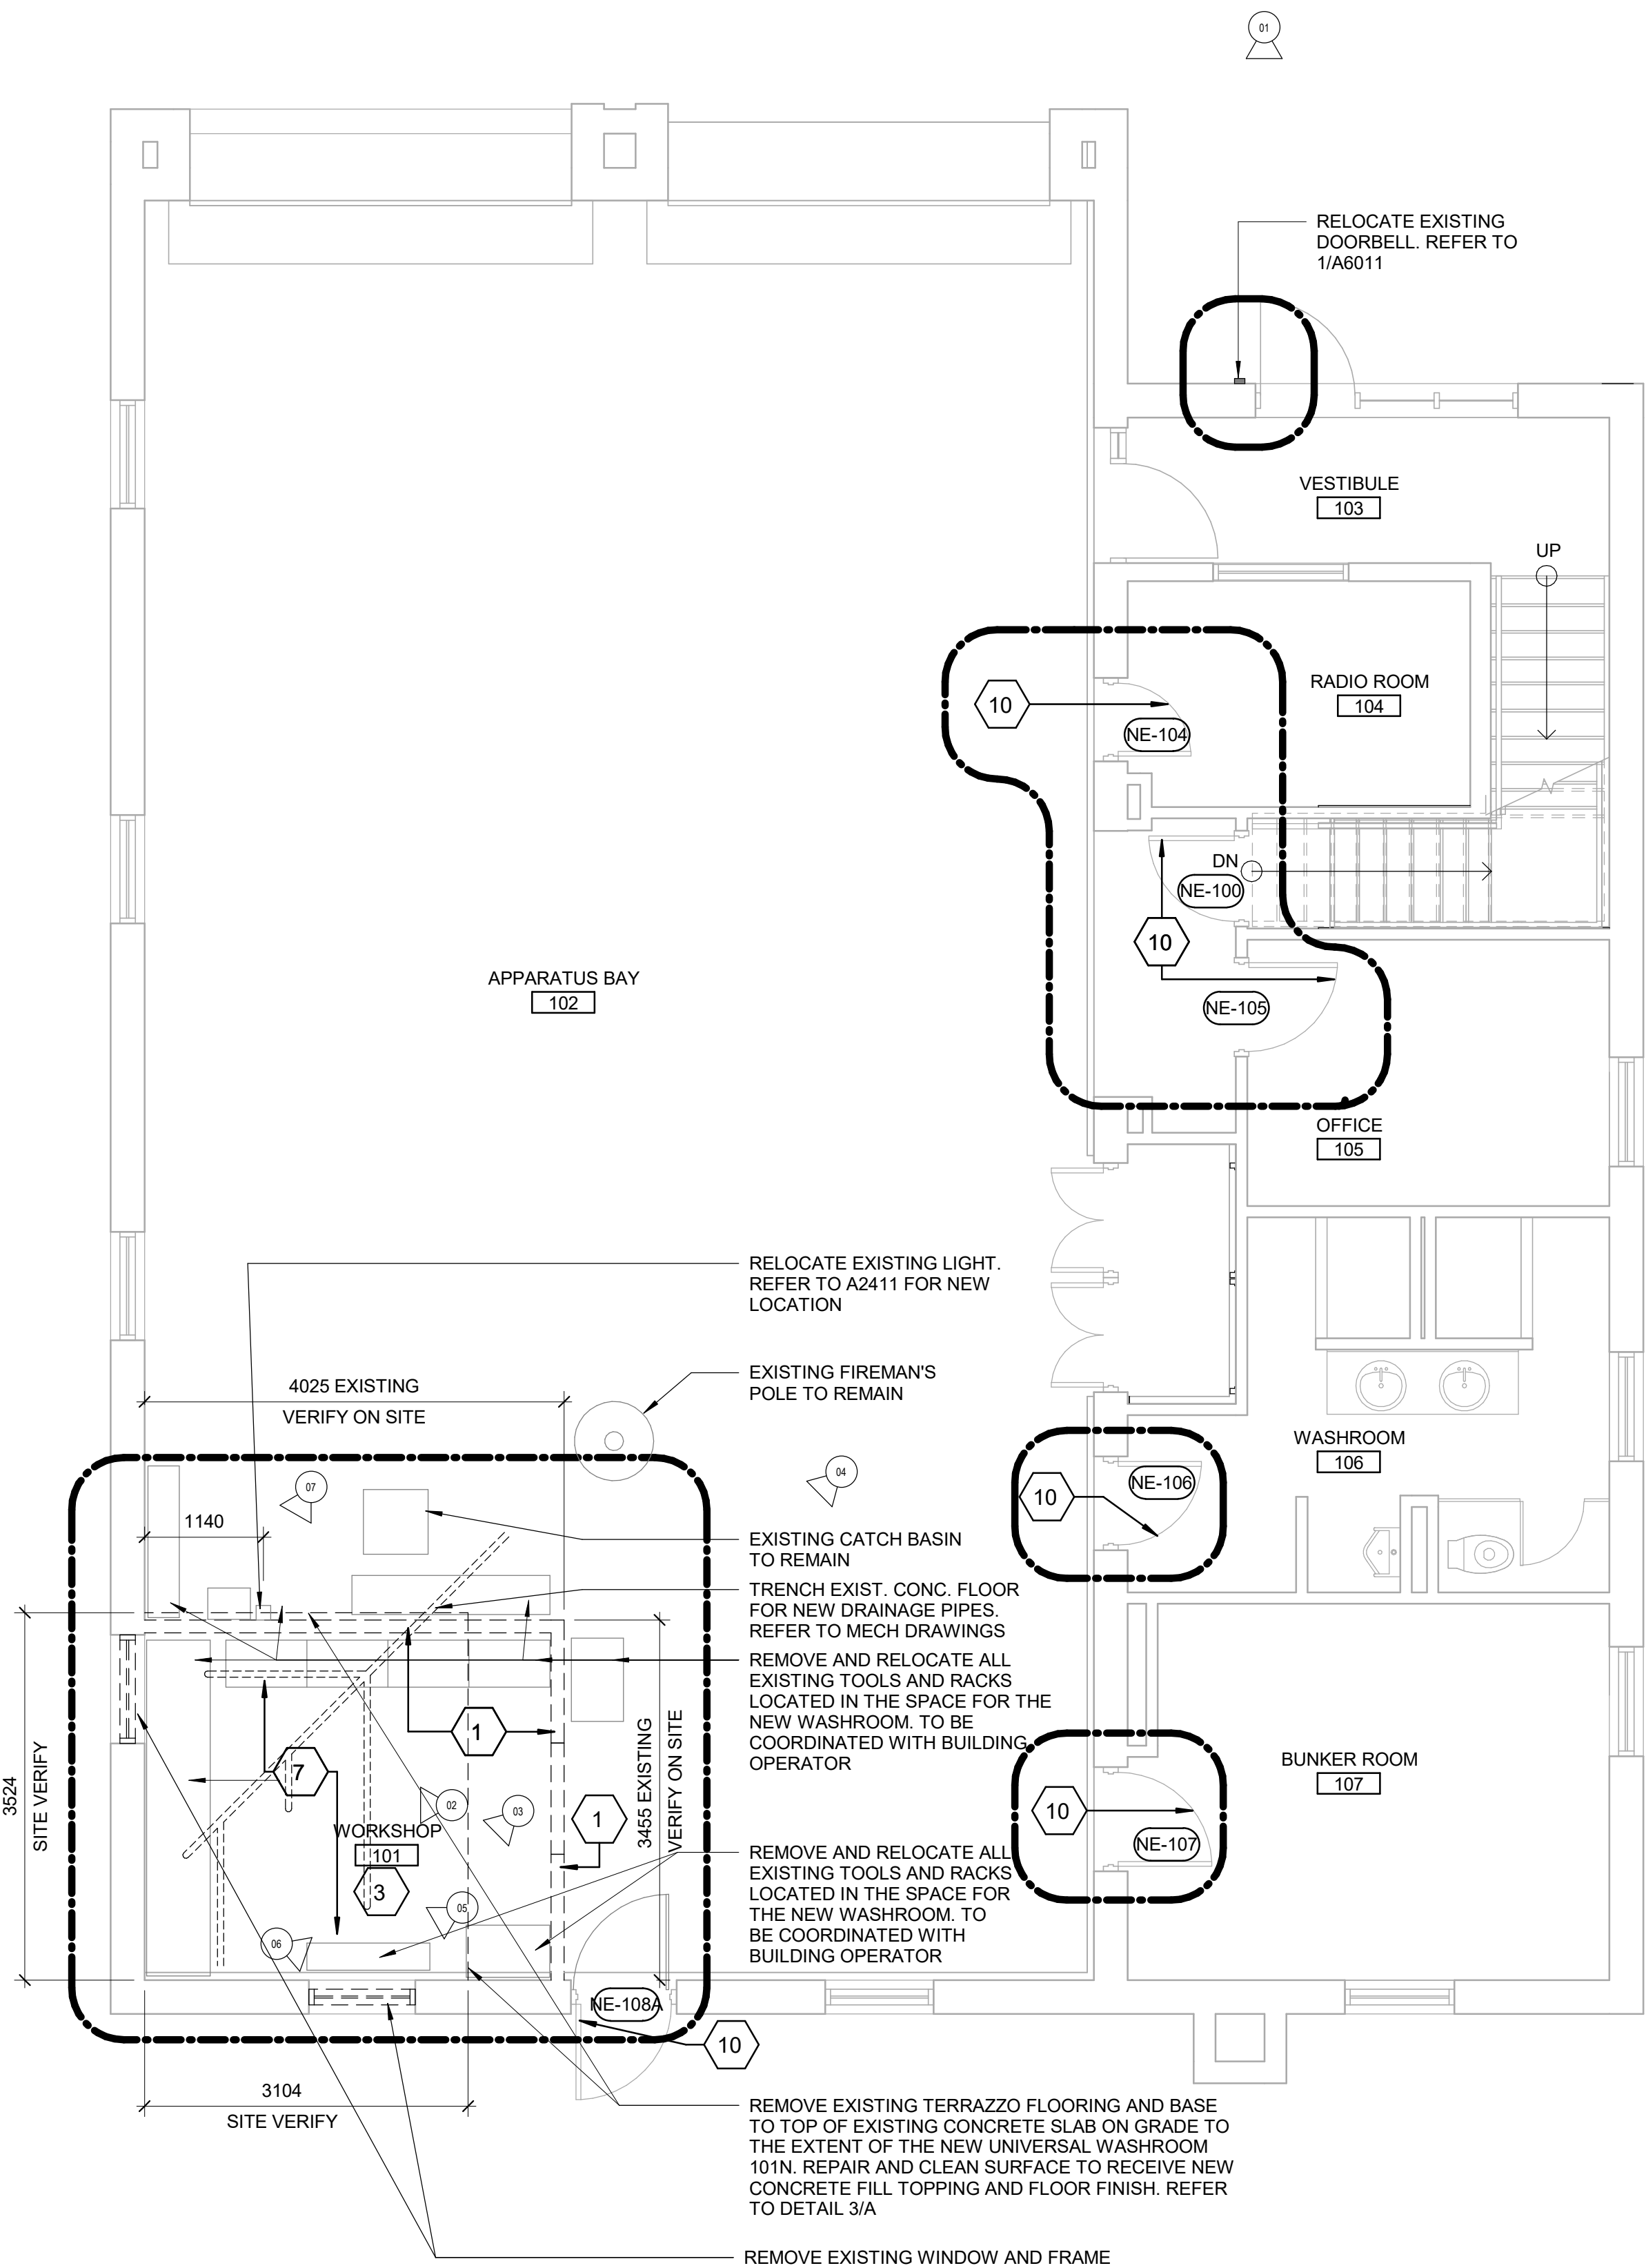 01
RELOCATE EXISTING
DOORBELL. REFER TO
1/A6011
VESTIBULE
103
UP
RADIO ROOM
104
10
NE-104
DN
NE-100
10
NE-105
APPARATUS BAY
102
OFFICE
105
RELOCATE EXISTING LIGHT.
REFER TO A2411 FOR NEW
LOCATION
EXISTING FIREMAN'S
POLE TO REMAIN
4025 EXISTING
VERIFY ON SITE
WASHROOM
106
04
07
10
NE-106
1140
EXISTING CATCH BASIN
TO REMAIN
TRENCH EXIST. CONC. FLOOR
FOR NEW DRAINAGE PIPES.
REFER TO MECH DRAWINGS
REMOVE AND RELOCATE ALL
EXISTING TOOLS AND RACKS
LOCATED IN THE SPACE FOR THE
NEW WASHROOM. TO BE
COORDINATED WITH BUILDING
OPERATOR
1
7
3524
SITE VERIFY
3455 EXISTING
VERIFY ON SITE
BUNKER ROOM
107
02
03
1
10
NE-107
WORKSHOP
101
3
05
06
REMOVE AND RELOCATE ALL
EXISTING TOOLS AND RACKS
LOCATED IN THE SPACE FOR
THE NEW WASHROOM. TO
BE COORDINATED WITH
BUILDING OPERATOR
NE-108A
10
3104
SITE VERIFY
REMOVE EXISTING TERRAZZO FLOORING AND BASE
TO TOP OF EXISTING CONCRETE SLAB ON GRADE TO
THE EXTENT OF THE NEW UNIVERSAL WASHROOM
101N. REPAIR AND CLEAN SURFACE TO RECEIVE NEW
CONCRETE FILL TOPPING AND FLOOR FINISH. REFER
TO DETAIL 3/A
REMOVE EXISTING WINDOW AND FRAME